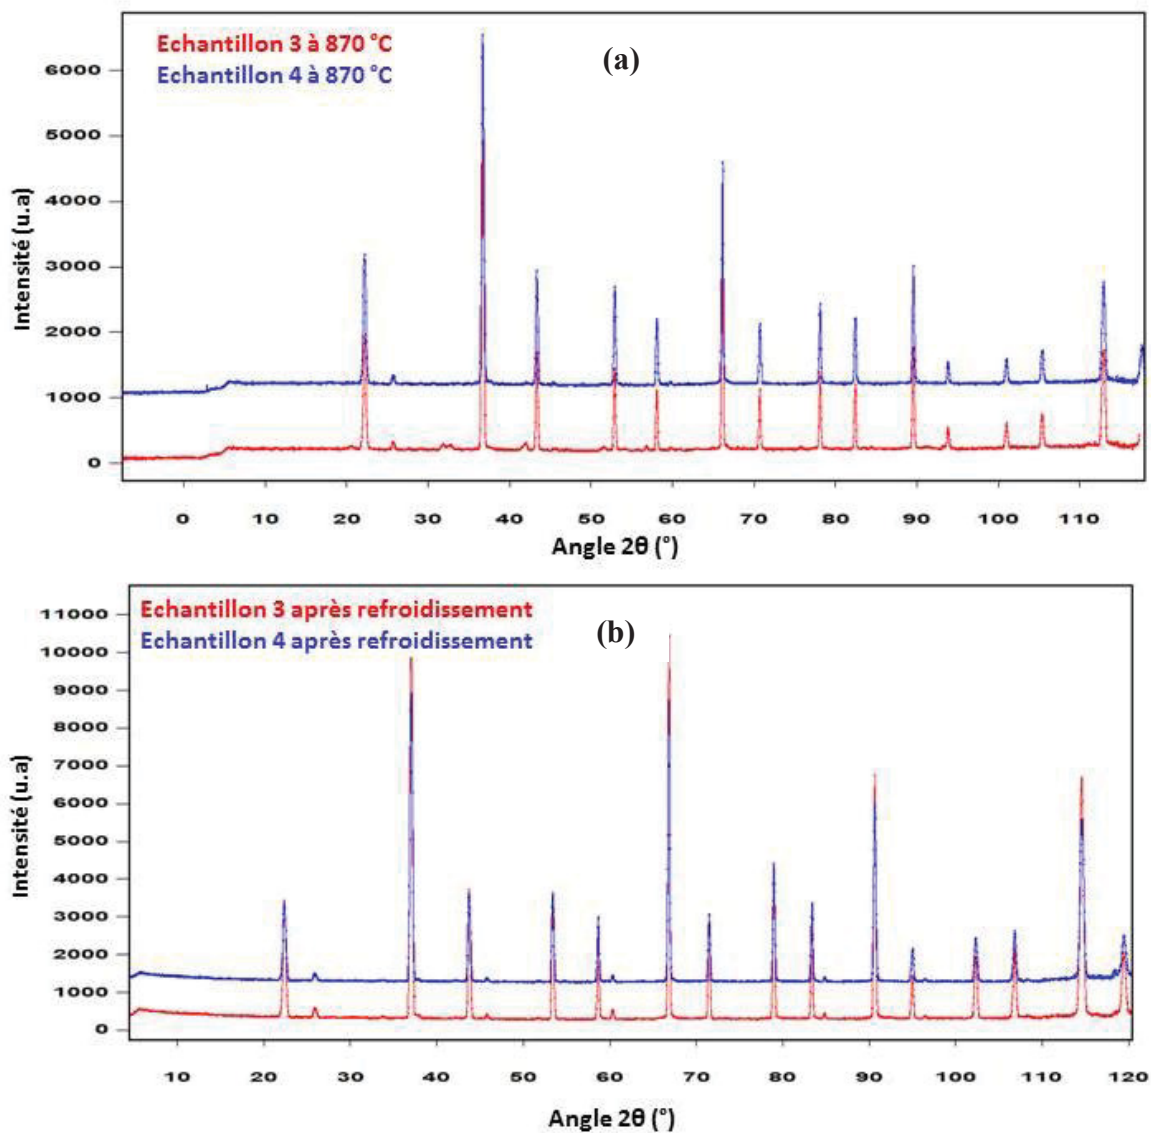 Echantillon 3 à 870 °C
Echantillon 4 à 870 °C
(a)
6000
5000
4000
3000
2000
1000
0
Intensité (u.a)
0 10 20 30 40 50 60 70 80 90 100 110
Angle 2θ (°)
Echantillon 3 après refroidissement
Echantillon 4 après refroidissement
(b)
11000
10000
9000
8000
7000
6000
5000
4000
3000
2000
1000
0
Intensité (u.a)
10 20 30 40 50 60 70 80 90 100 110 120
Angle 2θ (°)